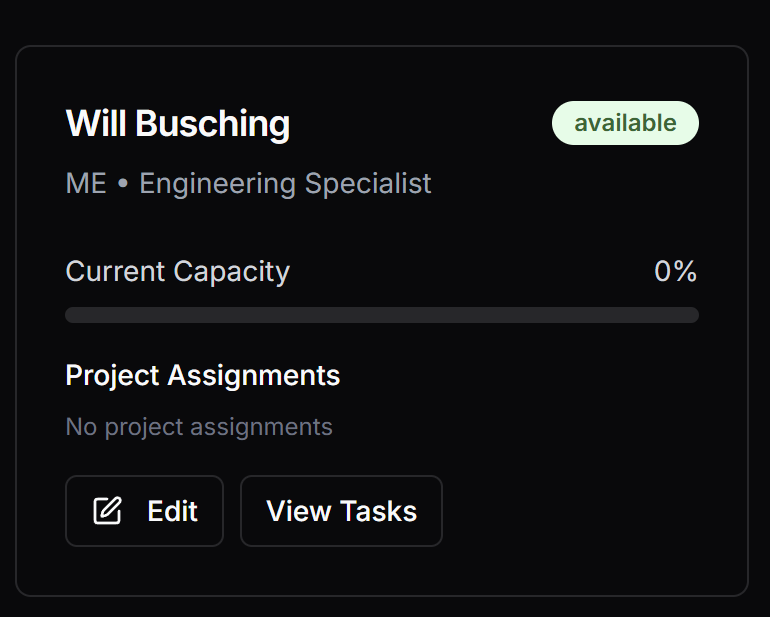 Will Busching
available
ME • Engineering Specialist
Current Capacity
0%
Project Assignments
No project assignments
Edit
View Tasks